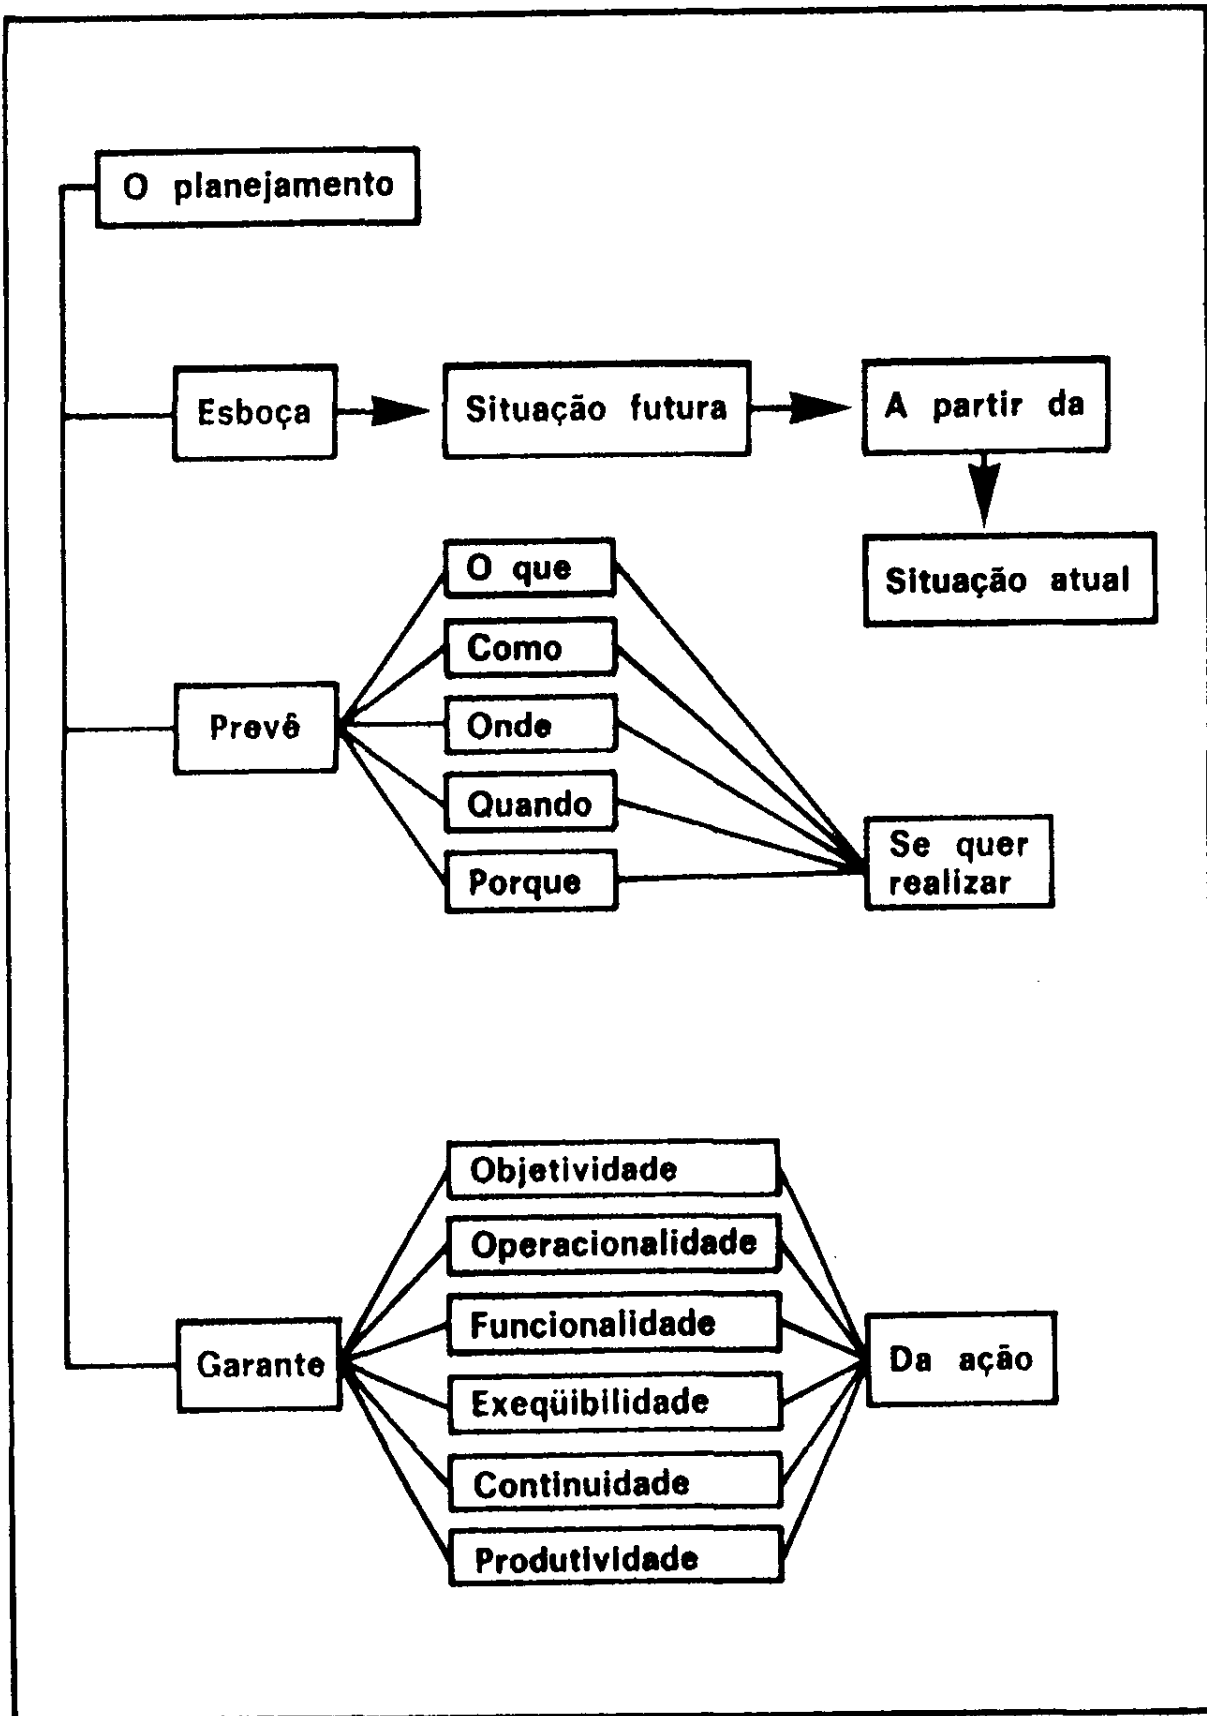 O planejamento
Esboça
Situação futura
A partir da
Situação atual
Prevê
O que
Como
Onde
Quando
Porque
Se quer
realizar
Garante
Objetividade
Operacionalidade
Funcionalidade
Exeqüibilidade
Continuidade
Produtividade
Da ação